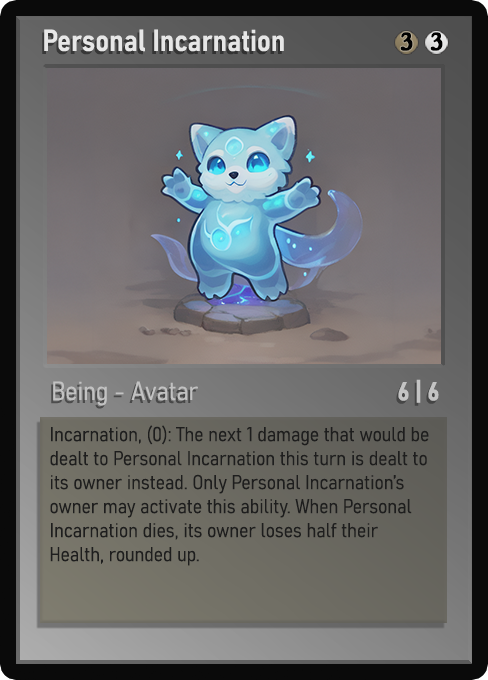 Personal Incarnation 3 3
Being - Avatar 6|6
Incarnation, (0): The next 1 damage that would be
dealt to Personal Incarnation this turn is dealt to
its owner instead. Only Personal Incarnation's
owner may activate this ability. When Personal
Incarnation dies, its owner loses half their
Health, rounded up.